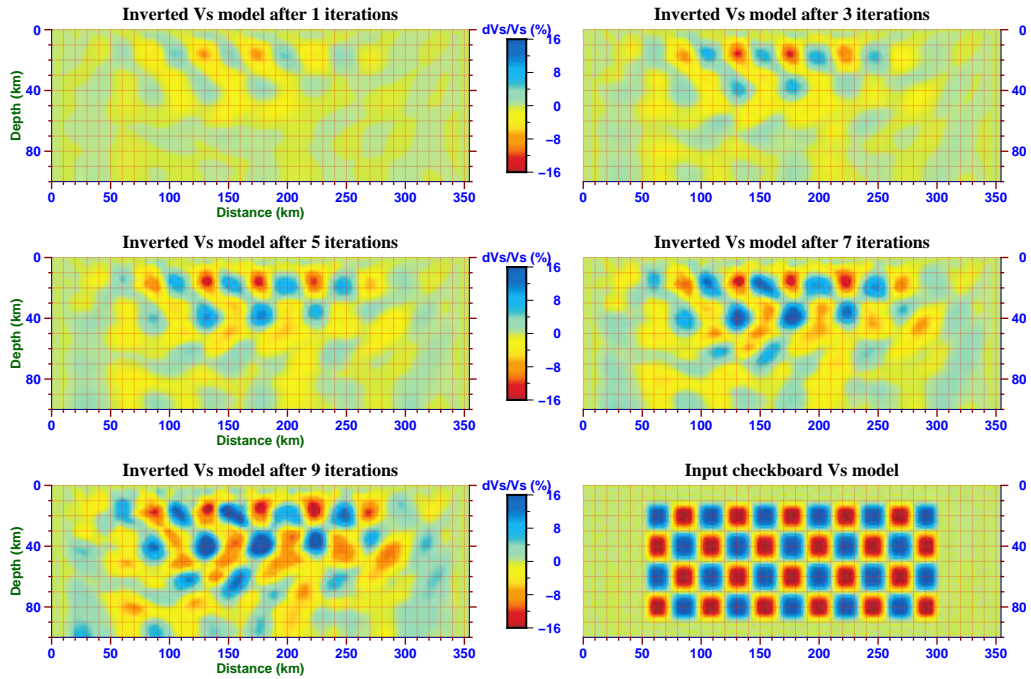 Inverted Vs model after 1 iterations
Inverted Vs model after 3 iterations
dVs/Vs (%)
16
8
0
−8
−16
Depth (km)
0
40
80
0 50 100 150 200 250 300 350
Distance (km)
0
40
80
0 50 100 150 200 250 300 350
Inverted Vs model after 5 iterations
Inverted Vs model after 7 iterations
dVs/Vs (%)
16
8
0
−8
−16
Depth (km)
0
40
80
0 50 100 150 200 250 300 350
0
40
80
0 50 100 150 200 250 300 350
Inverted Vs model after 9 iterations
Input checkboard Vs model
dVs/Vs (%)
16
8
0
−8
−16
Depth (km)
0
40
80
0 50 100 150 200 250 300 350
Distance (km)
0
40
80
0 50 100 150 200 250 300 350